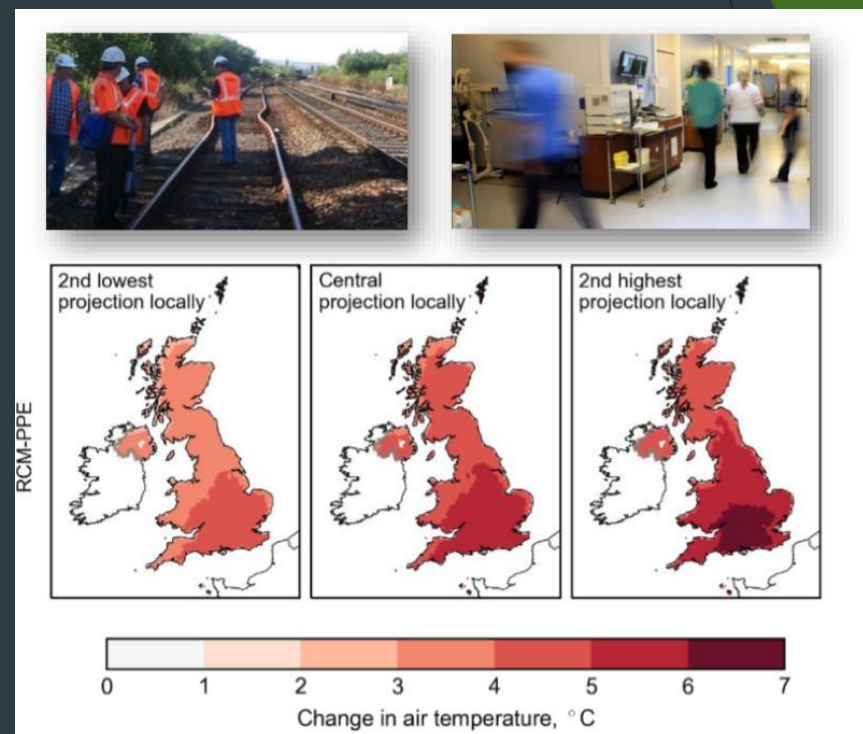 2nd lowest
projection locally
Central
projection locally
2nd highest
projection locally
RCM-PPE
0 1 2 3 4 5 6 7
Change in air temperature, °C